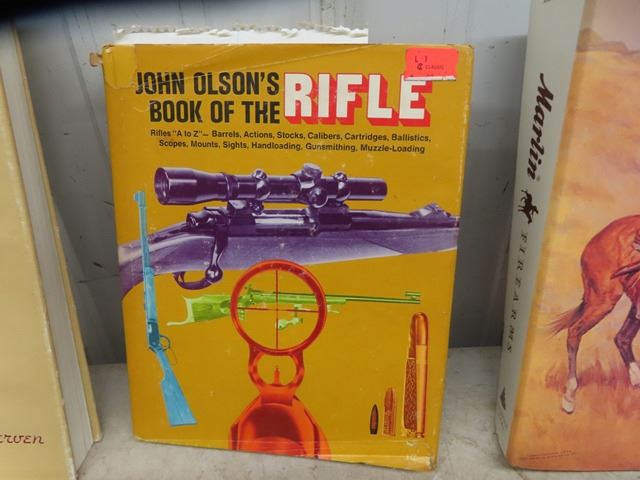 JOHN OLSON'S
BOOK OF THE RIFLE
Rifles "A to Z"— Barrels, Actions, Stocks, Calibers, Cartridges, Ballistics,
Scopes, Mounts, Sights, Handloading, Gunsmithing, Muzzle-Loading
CLASSIC
Marlin
FIREARMS